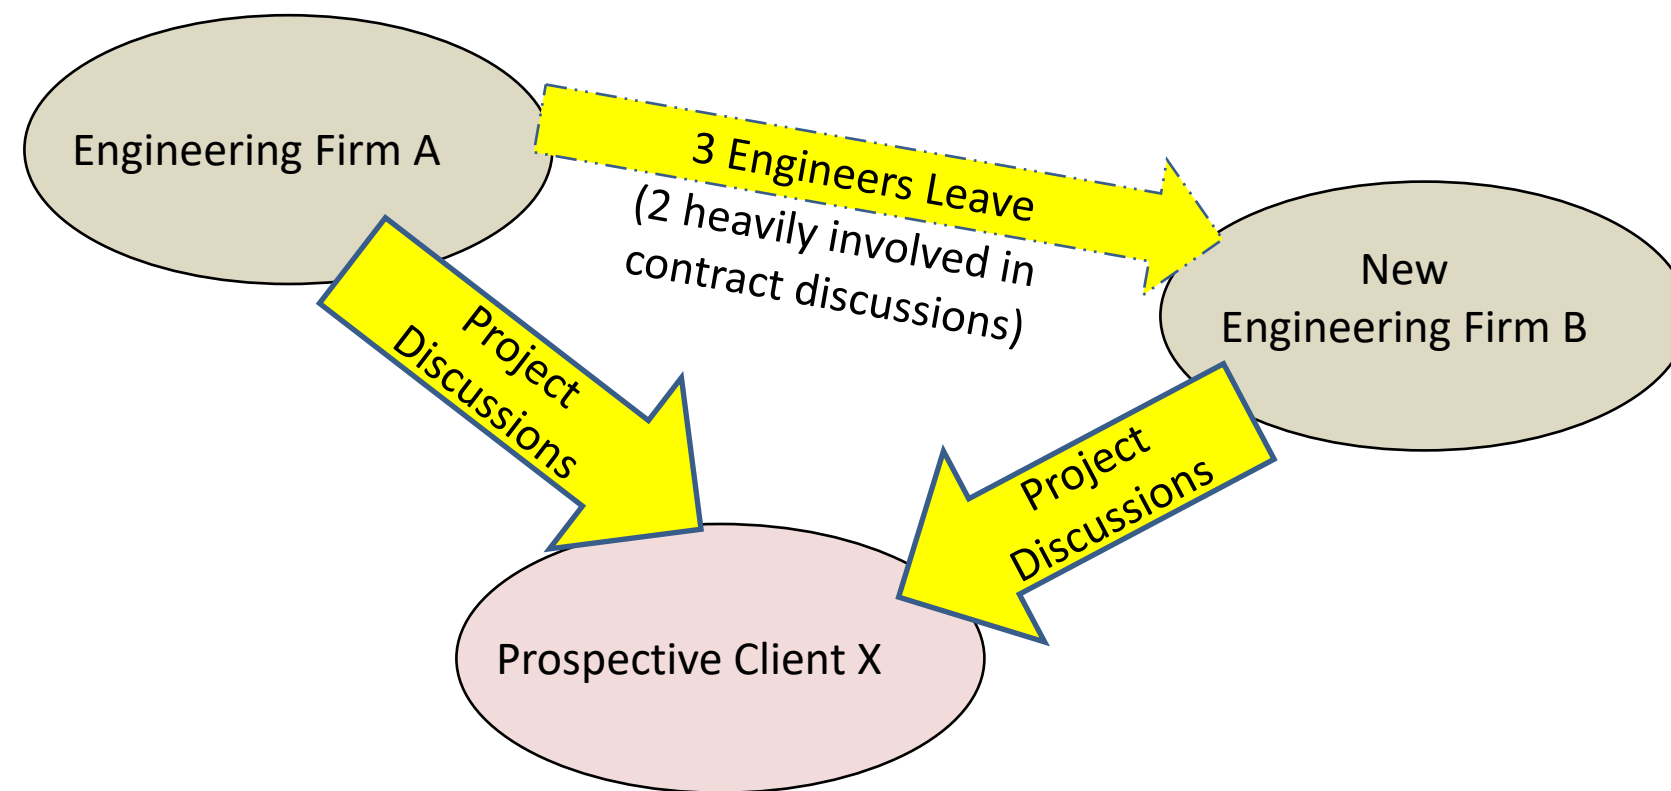 Engineering Firm A
3 Engineers Leave
(2 heavily involved in
contract discussions)
New
Engineering Firm B
Project
Discussions
Project
Discussions
Prospective Client X